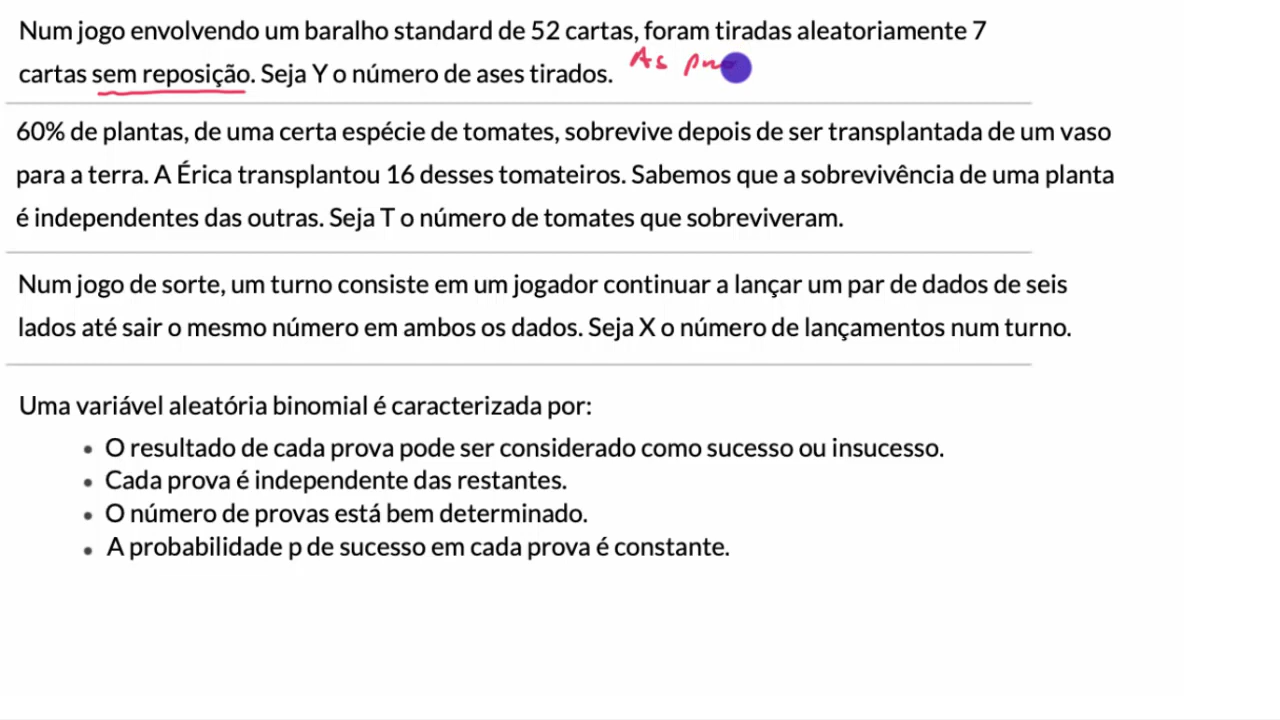 Num jogo envolvendo um baralho standard de 52 cartas, foram tiradas aleatoriamente 7
cartas sem reposição. Seja Y o número de ases tirados. As
60% de plantas, de uma certa espécie de tomates, sobrevive depois de ser transplantada de um vaso
para a terra. A Érica transplantou 16 desses tomateiros. Sabemos que a sobrevivência de uma planta
é independentes das outras. Seja T o número de tomates que sobreviveram.
Num jogo de sorte, um turno consiste em um jogador continuar a lançar um par de dados de seis
lados até sair o mesmo número em ambos os dados. Seja X o número de lançamentos num turno.
Uma variável aleatória binomial é caracterizada por:
• O resultado de cada prova pode ser considerado como sucesso ou insucesso.
• Cada prova é independente das restantes.
• O número de provas está bem determinado.
• A probabilidade p de sucesso em cada prova é constante.